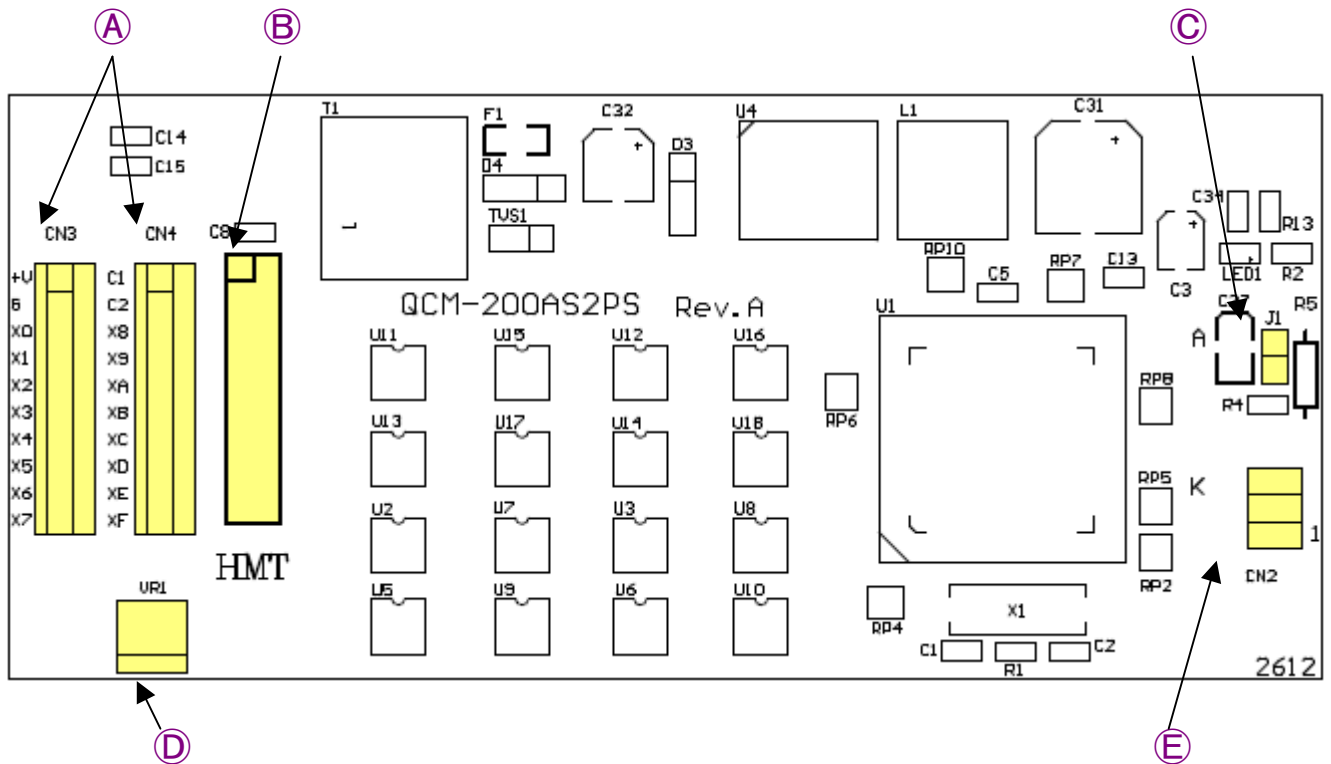 A B C
T1 F1 C32 U4 L1 C31
C14
D4 D3
C15
TVS1
C34 R13
CN3 CN4 C8
RP10 RP7 C13 LED1 R2
C5 C3
+V C1
G C2
X0 X8
X1 X9
X2 XA
X3 XB
X4 XC
X5 XD
X6 XE
X7 XF
QCM-200AS2PS Rev.A
U1 C37 J1 R5
A
U11 U15 U12 U16
RP6 RP8 R4
U13 U17 U14 U18
RP5 K
U2 U7 U3 U8
1
HMT
RP2 CN2
VR1
U5 U9 U6 U10
RP4 X1
C1 R1 C2
2612
D E